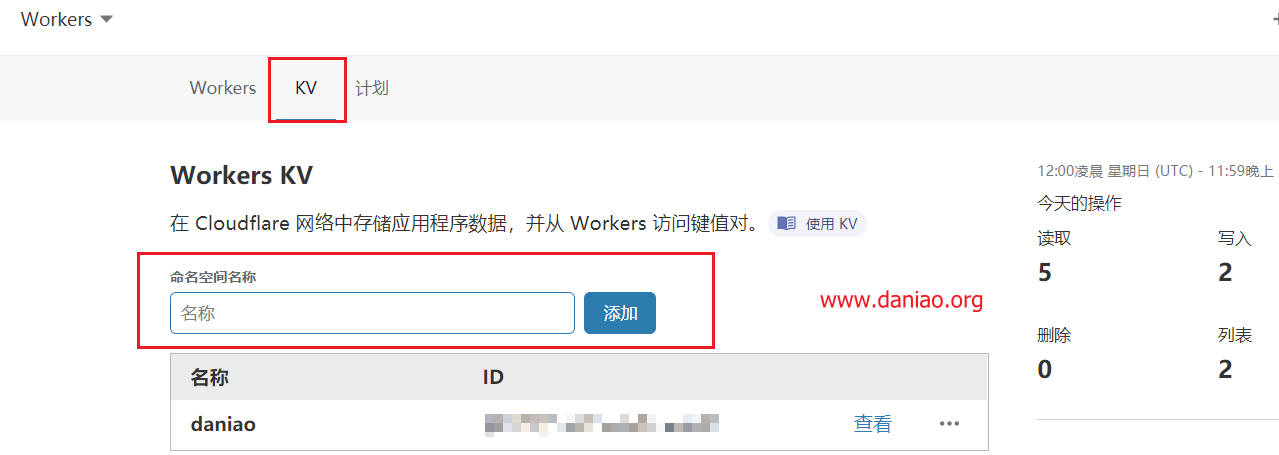 Workers
Workers KV 计划
Workers KV
在 Cloudflare 网络中存储应用程序数据，并从 Workers 访问键值对。 使用 KV
命名空间名称
名称 添加
www.daniao.org
名称 ID
daniao 查看
12:00凌晨 星期日 (UTC) - 11:59晚上
今天的操作
读取 写入
5 2
删除 列表
0 2